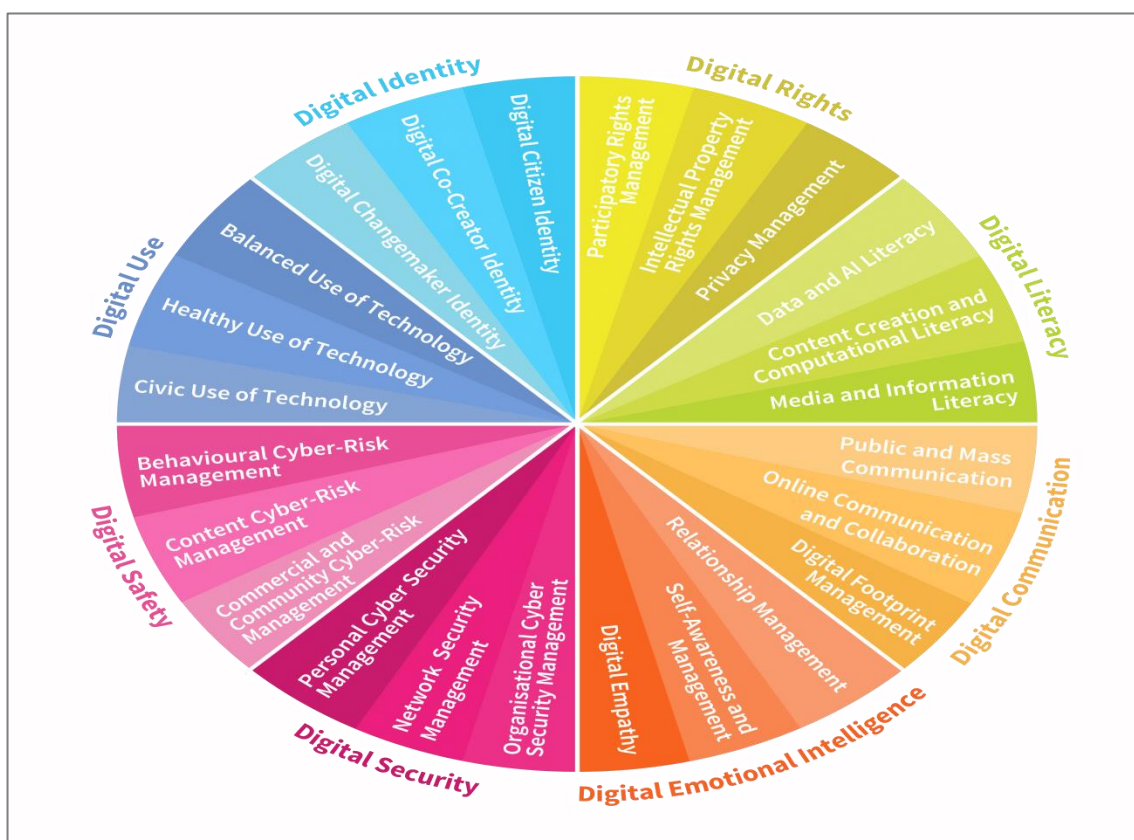 Digital Identity
Digital Changemaker Identity
Digital Co-Creator Identity
Digital Citizen Identity
Digital Rights
Participatory Rights
Management
Intellectual Property
Rights Management
Privacy Management
Digital Literacy
Data and AI Literacy
Content Creation and
Computational Literacy
Media and Information
Literacy
Digital Communication
Public and Mass
Communication
Online Communication
and Collaboration
Digital Footprint
Management
Digital Emotional Intelligence
Relationship Management
Self-Awareness and
Management
Digital Empathy
Digital Security
Organisational Cyber
Security Management
Network Security
Management
Personal Cyber Security
Management
Digital Safety
Commercial and
Community Cyber-Risk
Management
Content Cyber-Risk
Management
Behavioural Cyber-Risk
Management
Digital Use
Civic Use of Technology
Healthy Use of Technology
Balanced Use of Technology